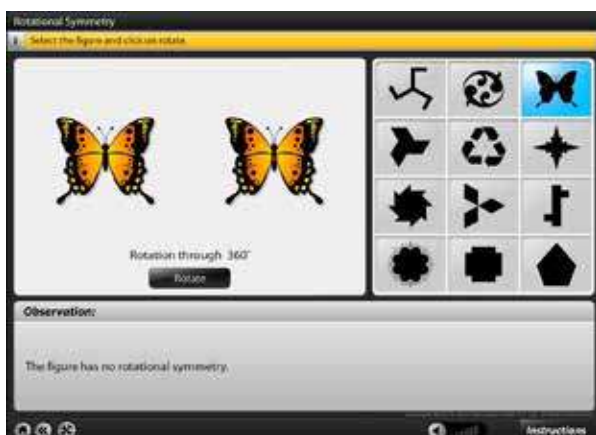 Rotational Symmetry
Select the figure and click on rotate.
Rotation through 360°
Rotate
Observation:
The figure has no rotational symmetry.
Instructions